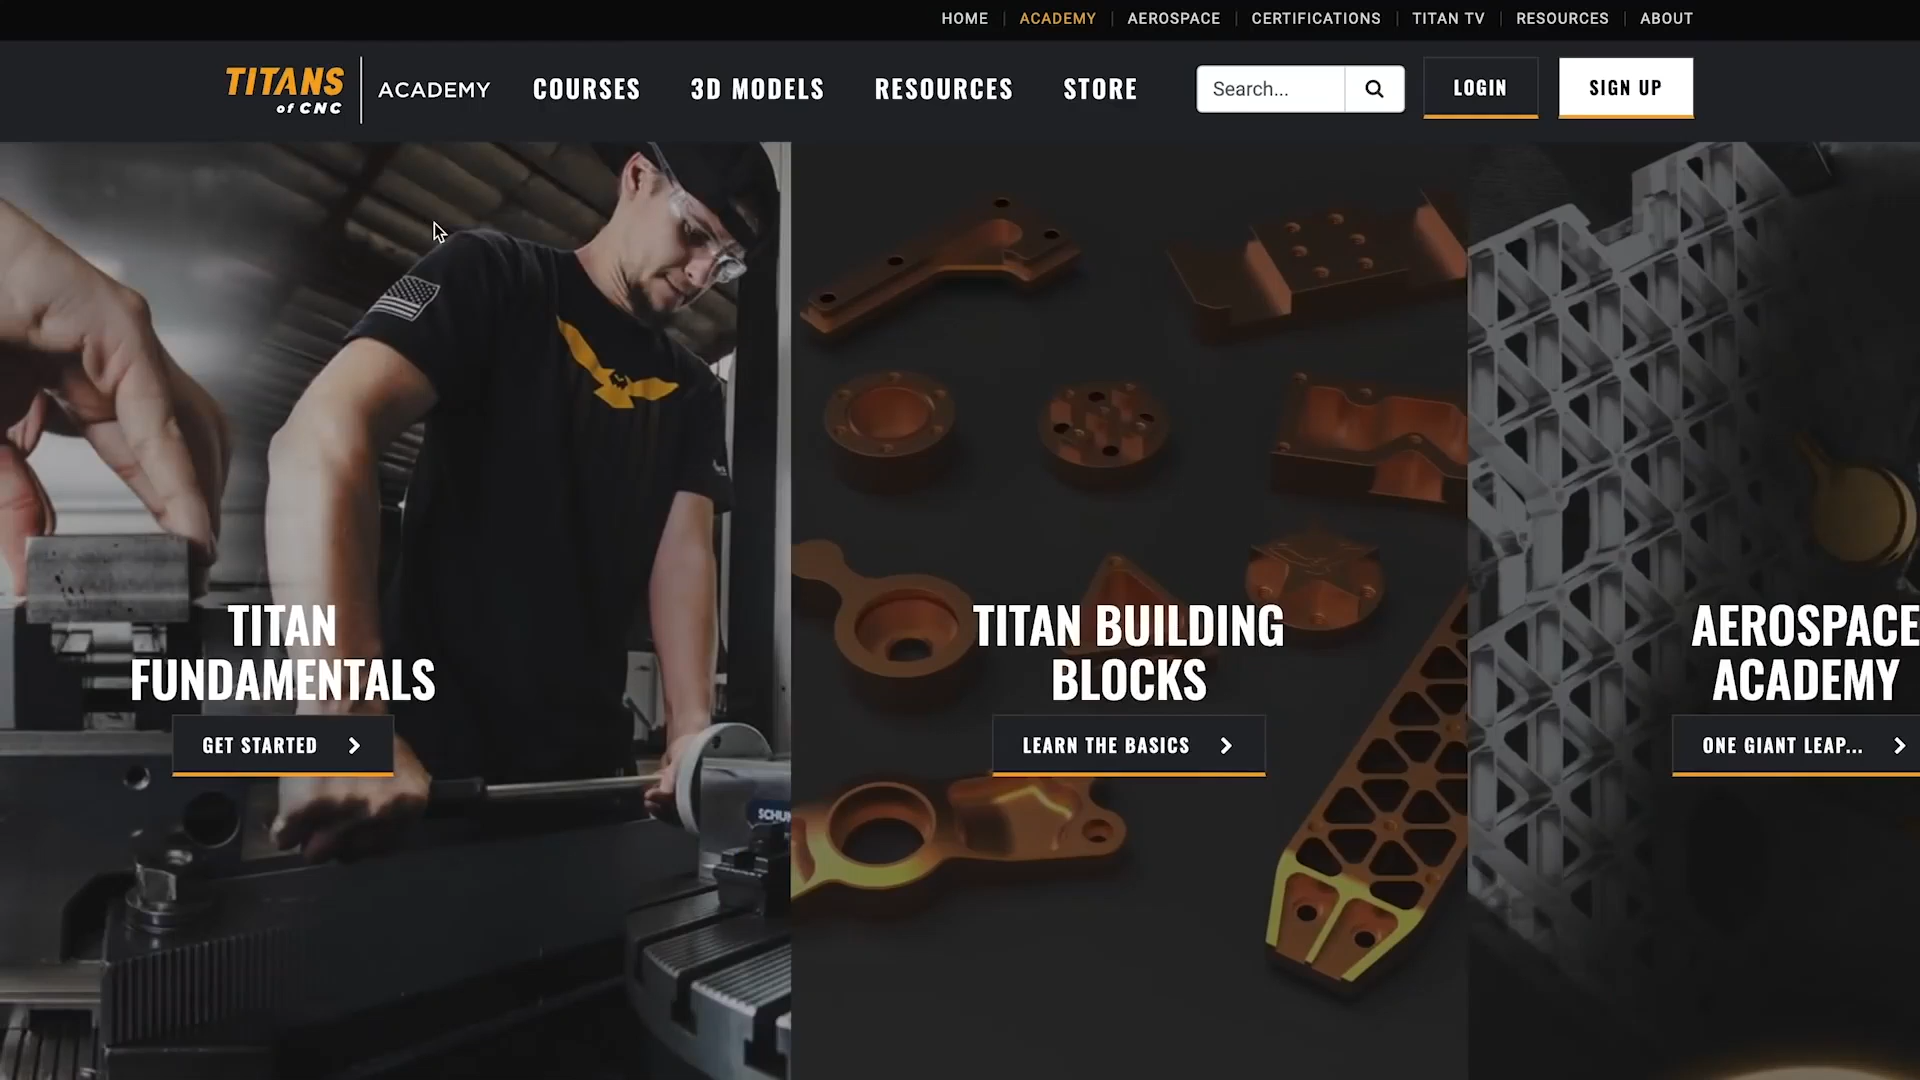 HOME
ACADEMY
AEROSPACE
CERTIFICATIONS
TITAN TV
RESOURCES
ABOUT
TITANS
of CNC
ACADEMY
COURSES
3D MODELS
RESOURCES
STORE
Search...
LOGIN
SIGN UP
TITAN
FUNDAMENTALS
GET STARTED
TITAN BUILDING
BLOCKS
LEARN THE BASICS
AEROSPACE
ACADEMY
ONE GIANT LEAP...
SCHUN